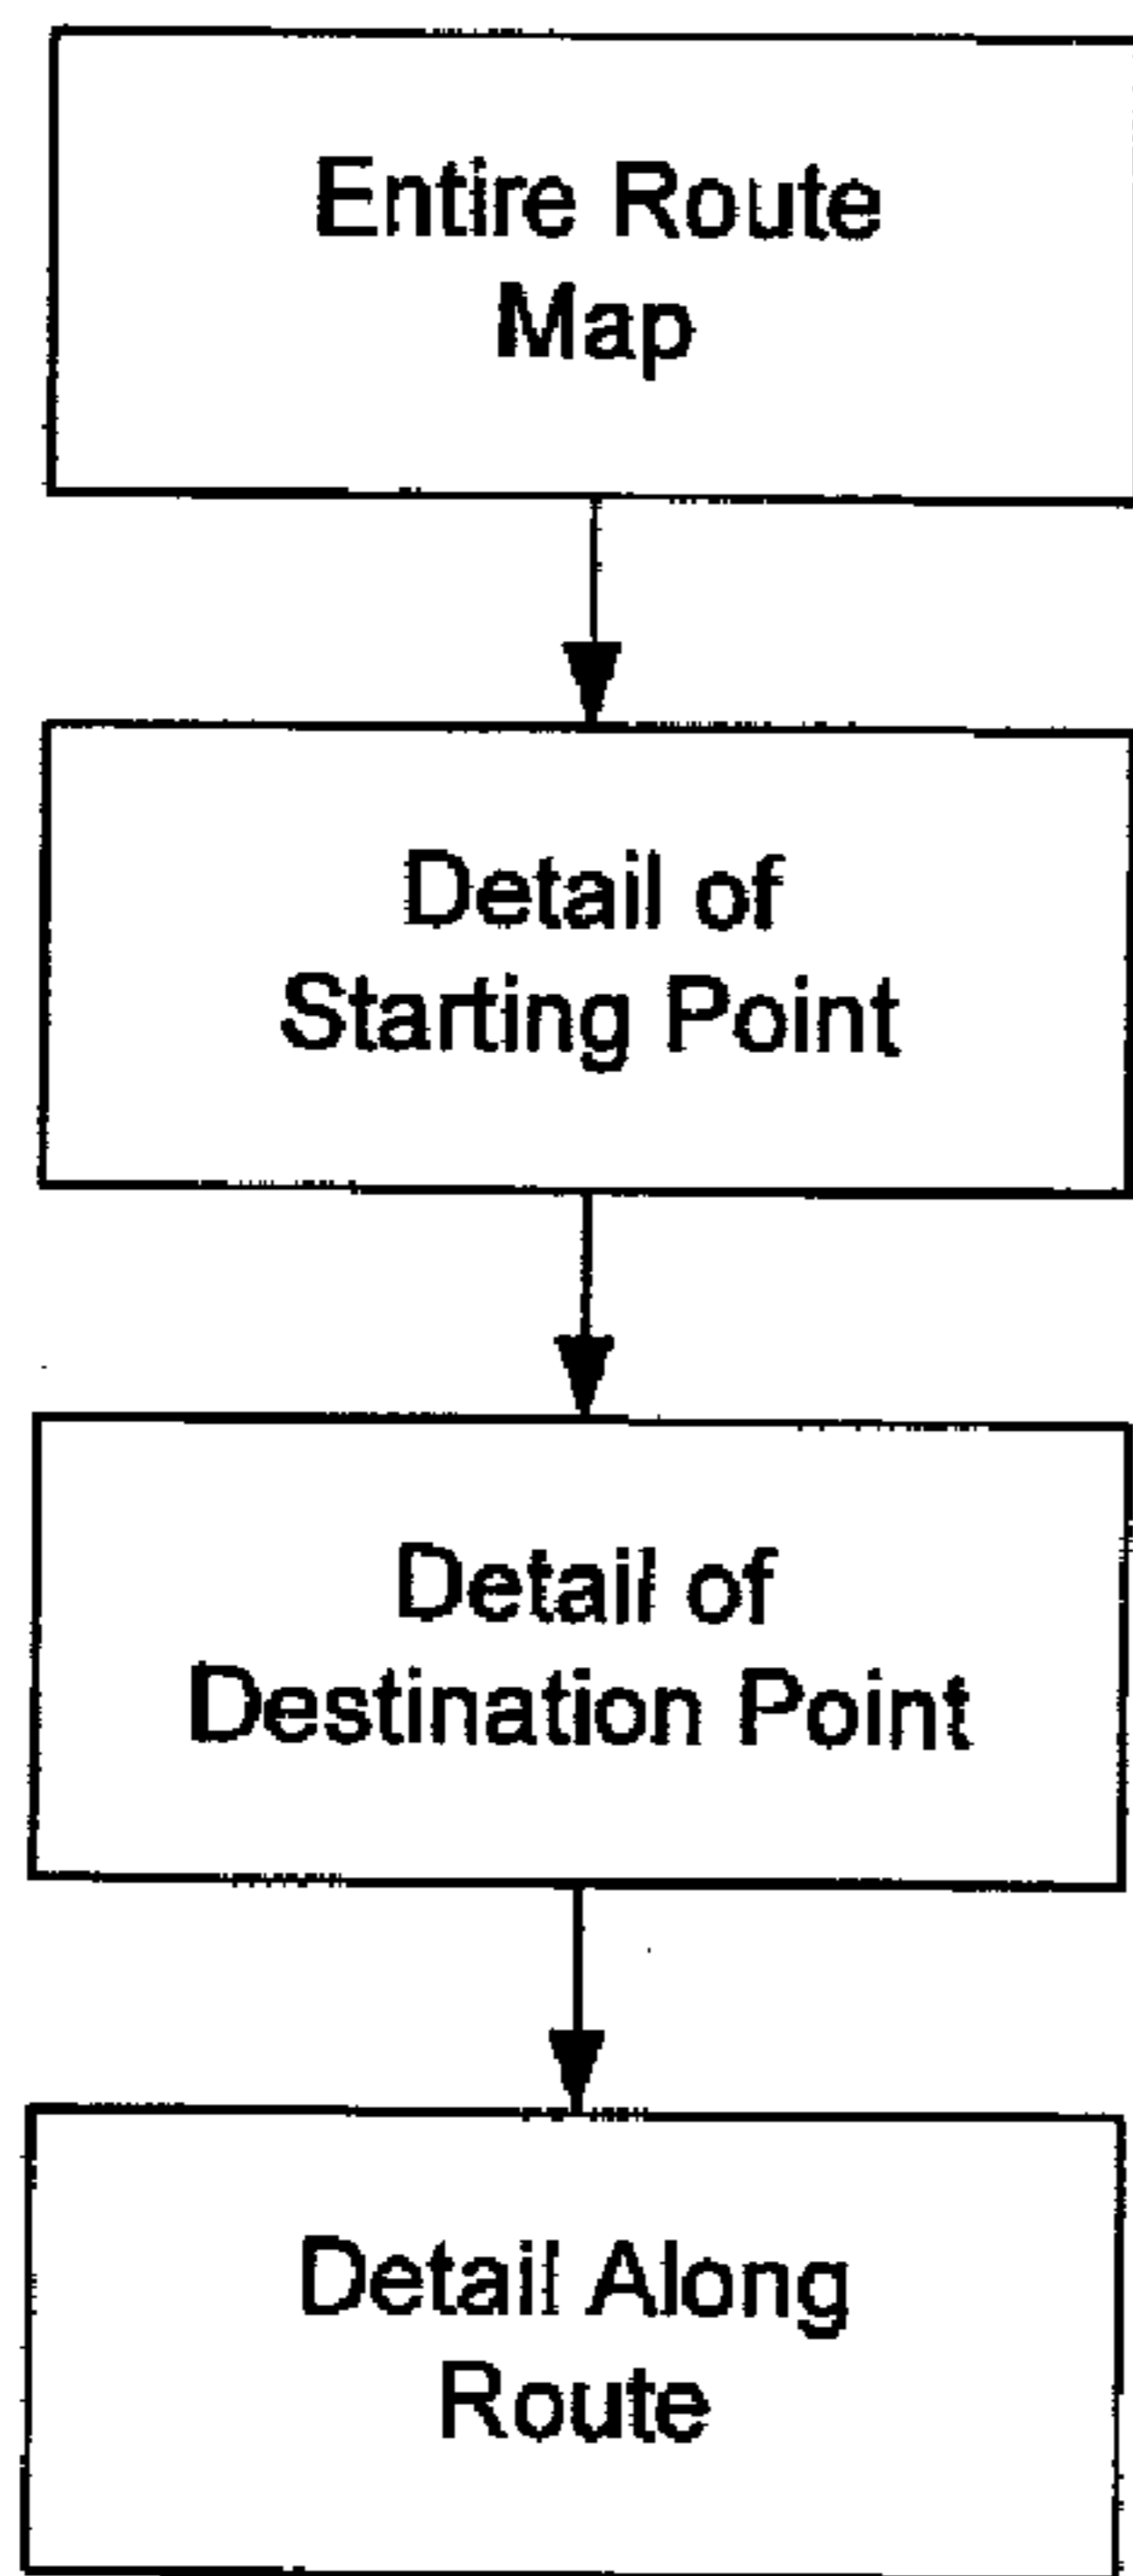 Entire Route
Map
Detail of
Starting Point
Detail of
Destination Point
Detail Along
Route